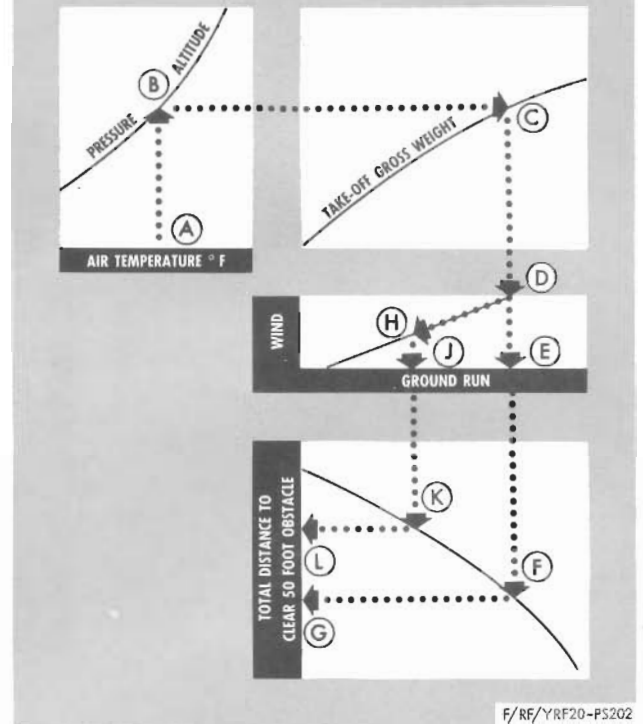 B
PRESSURE ALTITUDE
A
AIR TEMPERATURE °F
C
TAKE-OFF GROSS WEIGHT
D
WIND
H
J
E
GROUND RUN
TOTAL DISTANCE TO
CLEAR 50 FOOT OBSTACLE
K
L
F
G
F/RF/YRF20-PS202